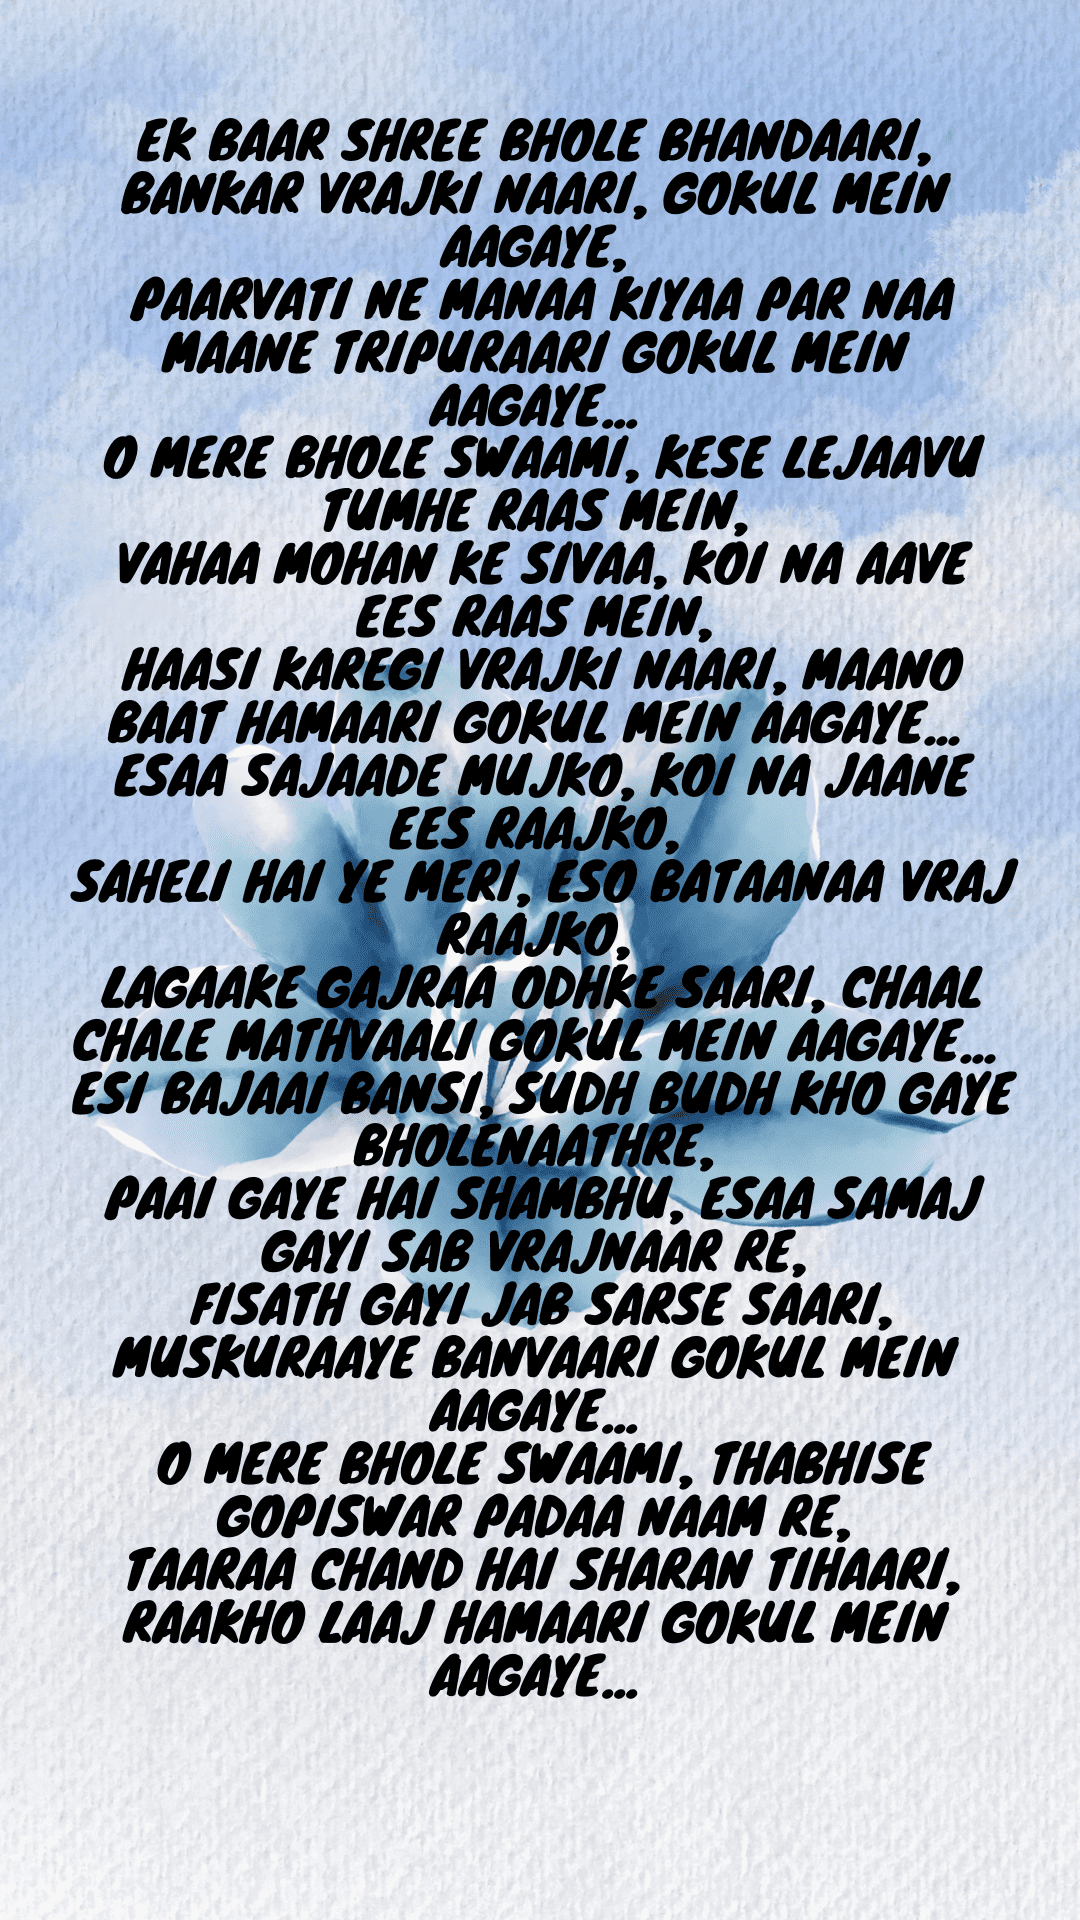 EK BAAR SHREE BHOLE BHANDAARI,
BANKAR VRAJKI NAARI, GOKUL MEIN
AAGAYE,
PAARVATI NE MANAA KIYAA PAR NAA
MAANE TRIPURAARI GOKUL MEIN
AAGAYE...
O MERE BHOLE SWAAMI, KESE LEJAAVU
TUMHE RAAS MEIN,
VAHAA MOHAN KE SIVAA, KOI NA AAVE
EES RAAS MEIN,
HAASI KAREGI VRAJKI NAARI, MAANO
BAAT HAMAARI GOKUL MEIN AAGAYE...
ESAA SAJAADE MUJKO, KOI NA JAANE
EES RAAJKO,
SAHELI HAI YE MERI, ESO BATAANAA VRAJ
RAAJKO,
LAGAAKE GAJRAA ODHKE SAARI, CHAAL
CHALE MATHVAALI GOKUL MEIN AAGAYE...
ESI BAJAAI BANSI, SUDH BUDH KHO GAYE
BHOLENAATHRE,
PAAI GAYE HAI SHAMBHU, ESAA SAMAJ
GAYI SAB VRAJNAAR RE,
FISATH GAYI JAB SARSE SAARI,
MUSKURAAYE BANVAARI GOKUL MEIN
AAGAYE...
O MERE BHOLE SWAAMI, THABHISE
GOPISWAR PADAA NAAM RE,
TAARAA CHAND HAI SHARAN TIHAARI,
RAAKHO LAAJ HAMAARI GOKUL MEIN
AAGAYE...